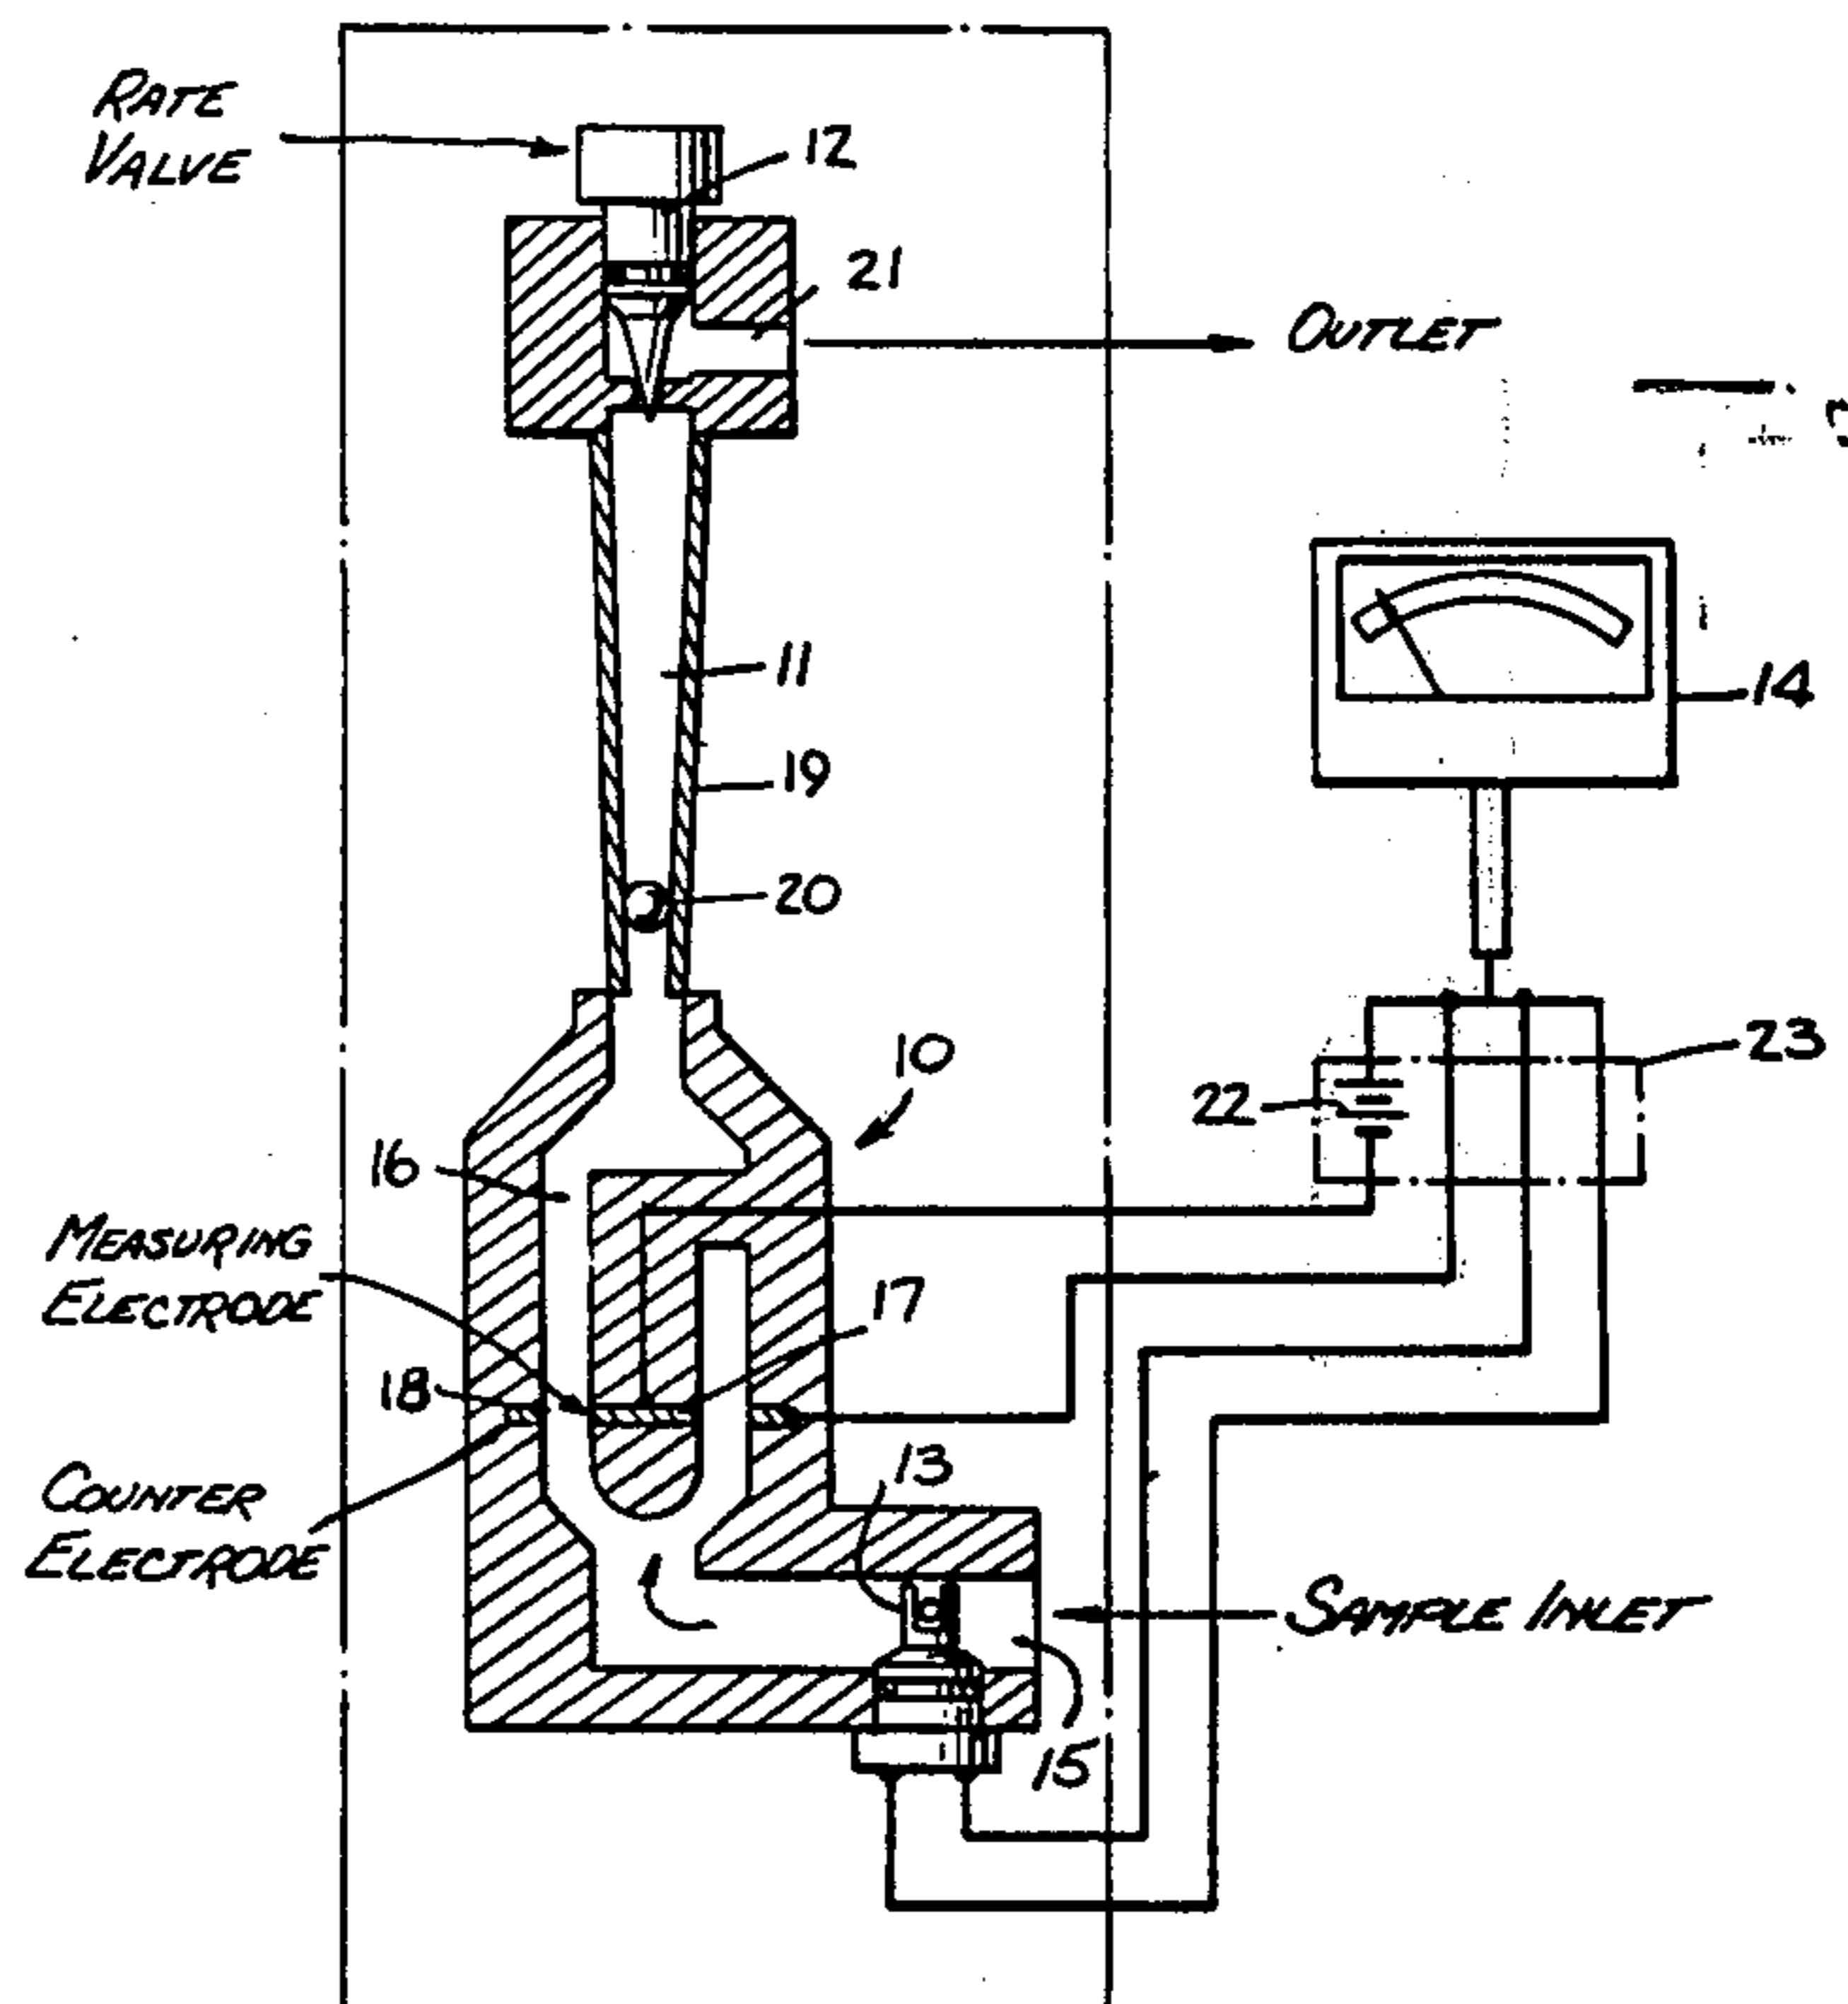 RATE
VALVE
12
21
OUTLET
11
14
19
20
10
23
22
16
MEASURING
ELECTRODE
17
18
13
COUNTER
ELECTRODE
SAMPLE INLET
15